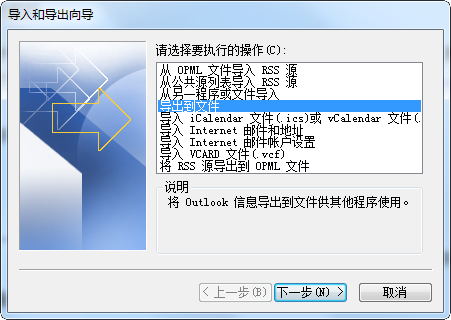 导入和导出向导
请选择要执行的操作(C):
从 OPML 文件导入 RSS 源
从公共源列表导入 RSS 源
从另一程序或文件导入
导出到文件
导入 iCalendar 文件(.ics)或 vCalendar 文件(.
导入 Internet 邮件和地址
导入 Internet 邮件帐户设置
导入 VCARD 文件(.vcf)
将 RSS 源导出到 OPML 文件
说明
将 Outlook 信息导出到文件供其他程序使用。
< 上一步(B)
下一步(N) >
取消